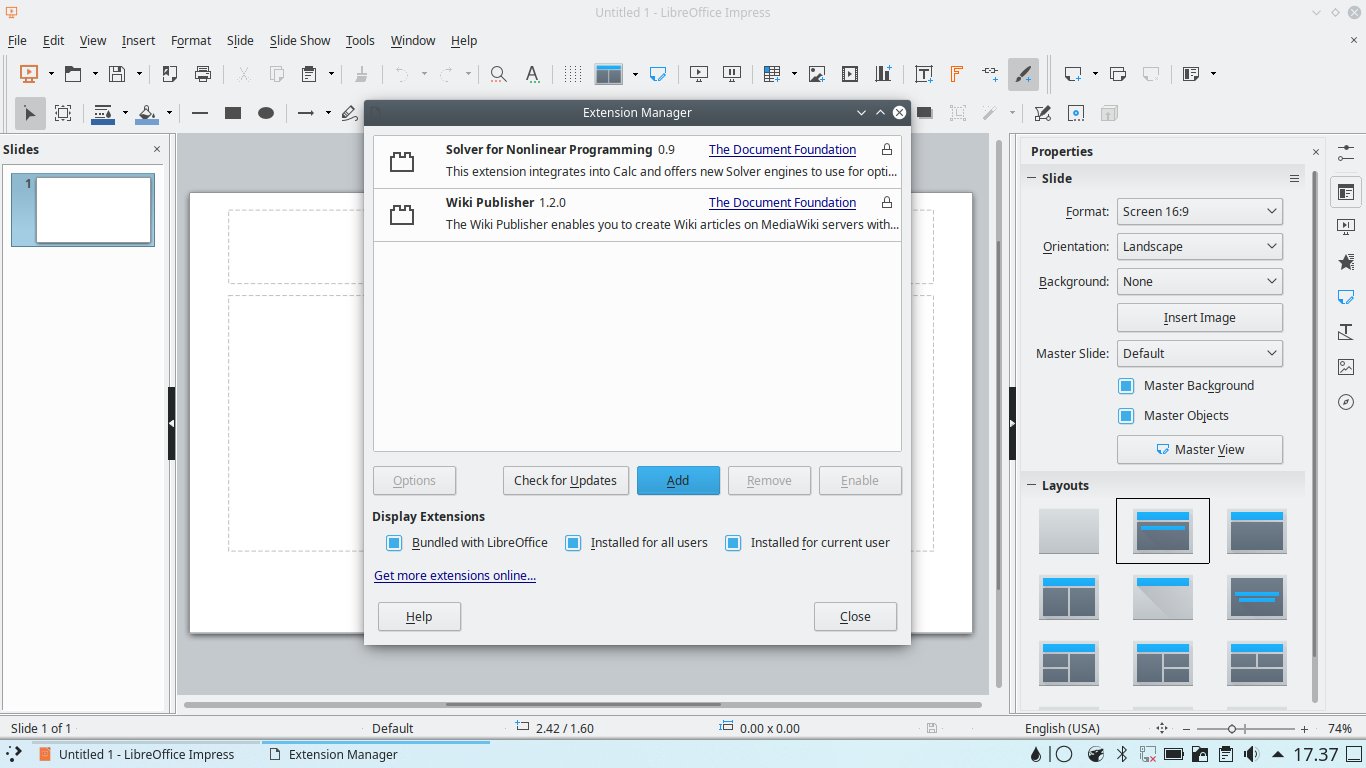 Untitled 1 - LibreOffice Impress
File Edit View Insert Format Slide Slide Show Tools Window Help
Slides
1
Extension Manager
Solver for Nonlinear Programming 0.9 The Document Foundation
This extension integrates into Calc and offers new Solver engines to use for opti...
Wiki Publisher 1.2.0 The Document Foundation
The Wiki Publisher enables you to create Wiki articles on MediaWiki servers with...
Options Check for Updates Add Remove Enable
Display Extensions
Bundled with LibreOffice Installed for all users Installed for current user
Get more extensions online...
Help Close
Properties
Slide
Format: Screen 16:9
Orientation: Landscape
Background: None
Insert Image
Master Slide: Default
Master Background
Master Objects
Master View
Layouts
Slide 1 of 1 Default 2.42 / 1.60 0.00 x 0.00 English (USA) 74%
Untitled 1 - LibreOffice Impress Extension Manager 17.37